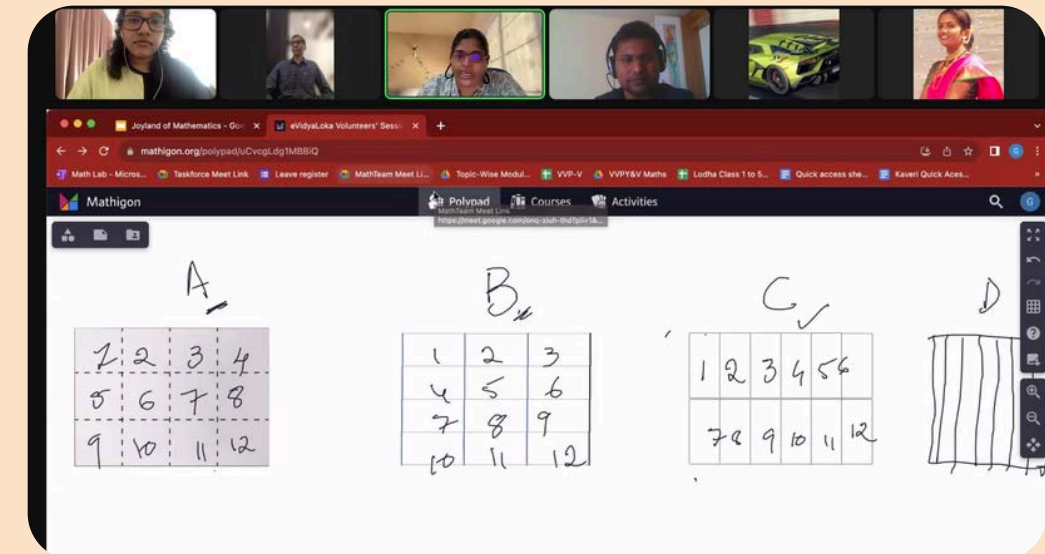 Joyland of Mathematics - Goo
eVidyaLoka Volunteers' Sessi
mathigon.org/polypad/uCvcgLdg1MBBiQ
Math Lab - Micros...
Taskforce Meet Link
Leave register
MathTeam Meet Li...
Topic-Wise Modul...
VVP-V
VVPY&V Maths
Lodha Class 1 to 5...
Quick access she...
Kaveri Quick Aces...
Mathigon
Polypad
Courses
Activities
G
MathTeam Meet Link
A
B
C
D
1 2 3 4
5 6 7 8
9 10 11 12
1 2 3
4 5 6
7 8 9
10 11 12
1 2 3 4 5 6
7 8 9 10 11 12